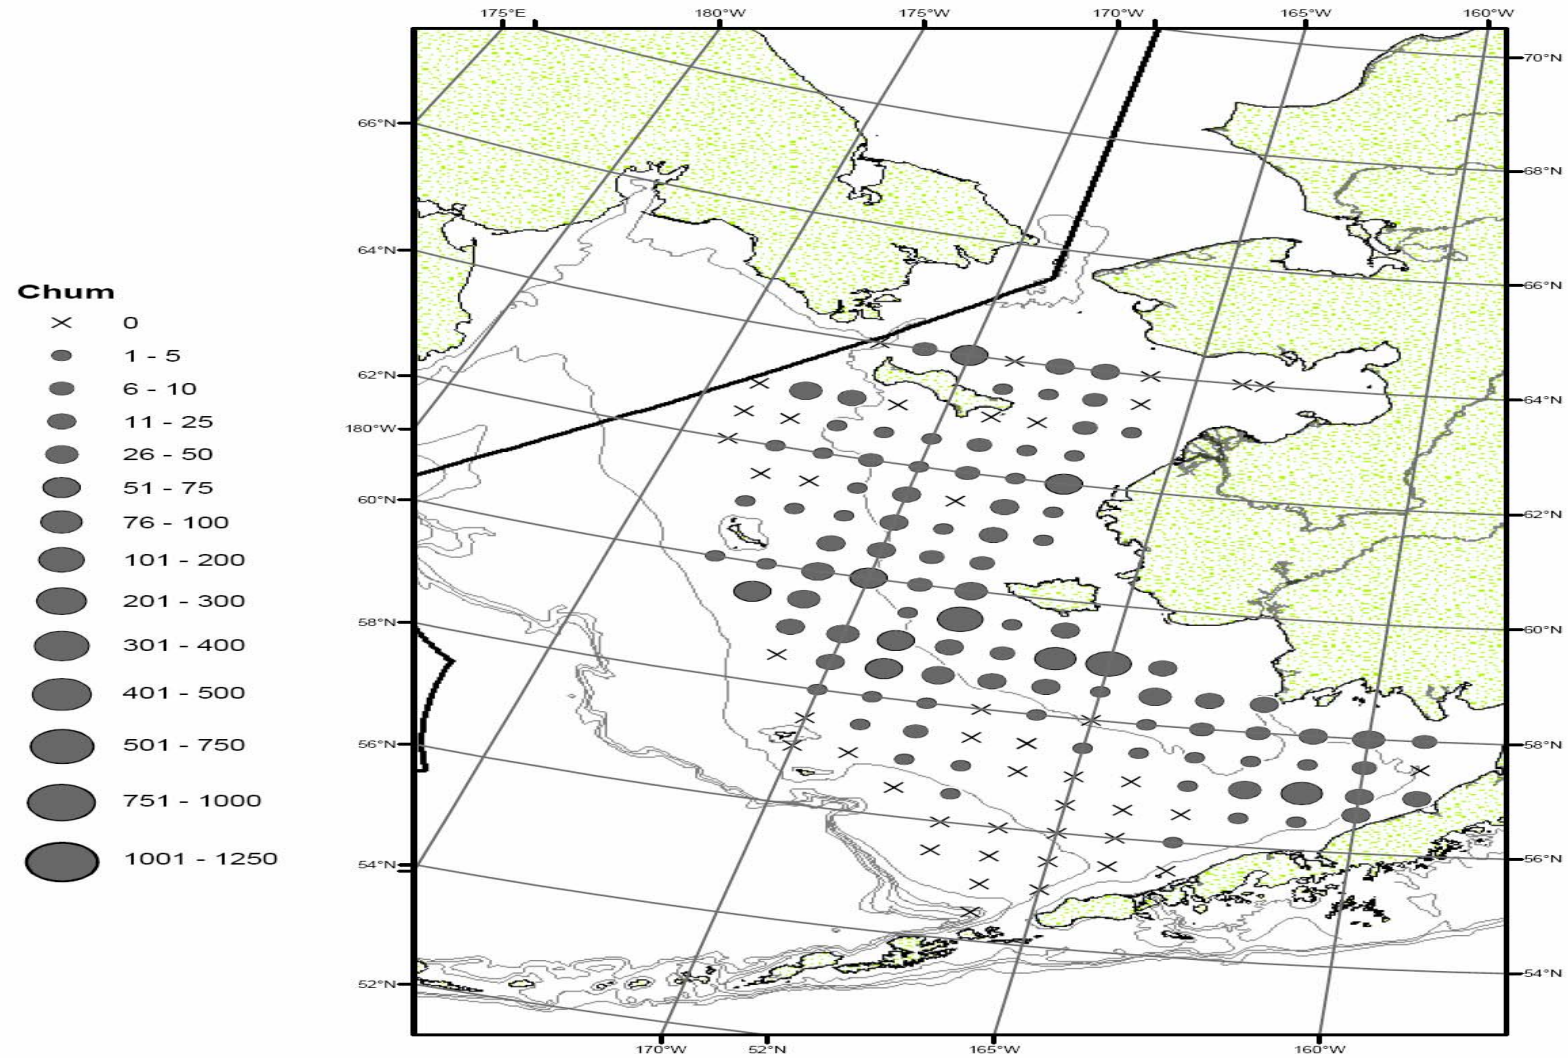 175°E 180°W 175°W 170°W 165°W 160°W
70°N
66°N
68°N
64°N
66°N
62°N
64°N
180°W
60°N
62°N
58°N
60°N
56°N
58°N
54°N
56°N
52°N
54°N
170°W 52°N 165°W 160°W
Chum
0
1 - 5
6 - 10
11 - 25
26 - 50
51 - 75
76 - 100
101 - 200
201 - 300
301 - 400
401 - 500
501 - 750
751 - 1000
1001 - 1250